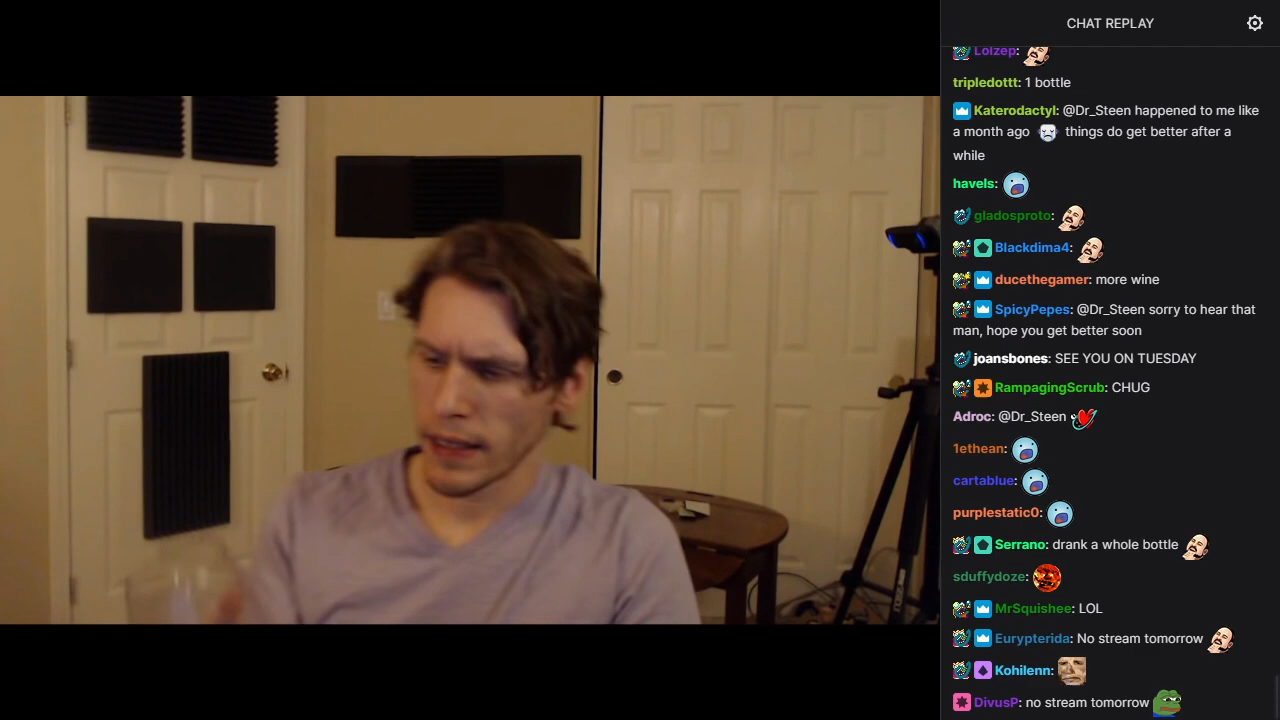 CHAT REPLAY
Lolzep:
tripledottt: 1 bottle
Katerodactyl: @Dr_Steen happened to me like
a month ago things do get better after a
while
havels:
gladosproto:
Blackdima4:
ducethegamer: more wine
SpicyPepes: @Dr_Steen sorry to hear that
man, hope you get better soon
joansbones: SEE YOU ON TUESDAY
RampagingScrub: CHUG
Adroc: @Dr_Steen
1ethean:
cartablue:
purplestatic0:
Serrano: drank a whole bottle
sduffydoze:
MrSquishee: LOL
Eurypterida: No stream tomorrow
Kohilenn:
DivusP: no stream tomorrow